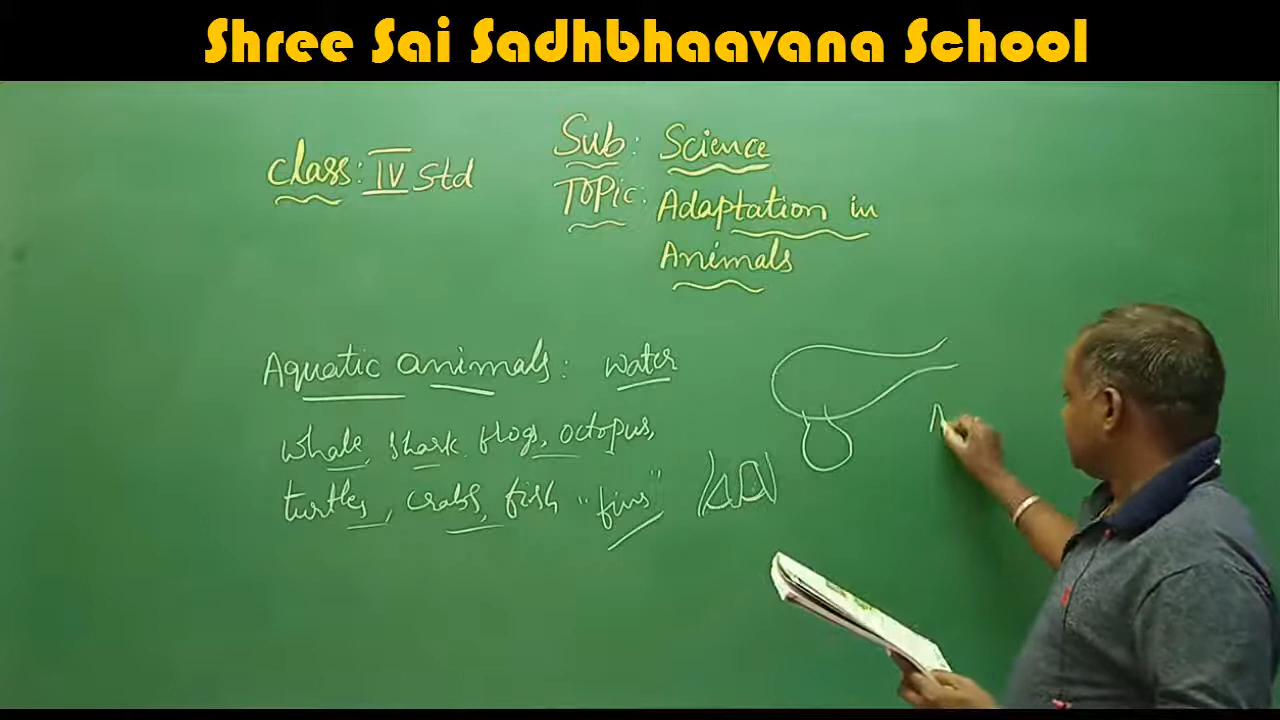 Shree Sai Sadhbhaavana School
Class: IV Std
Sub: Science
Topic: Adaptation in
Animals
Aquatic animals: water
whale, shark, frogs, octopus,
turtles, crabs, fish "fins"